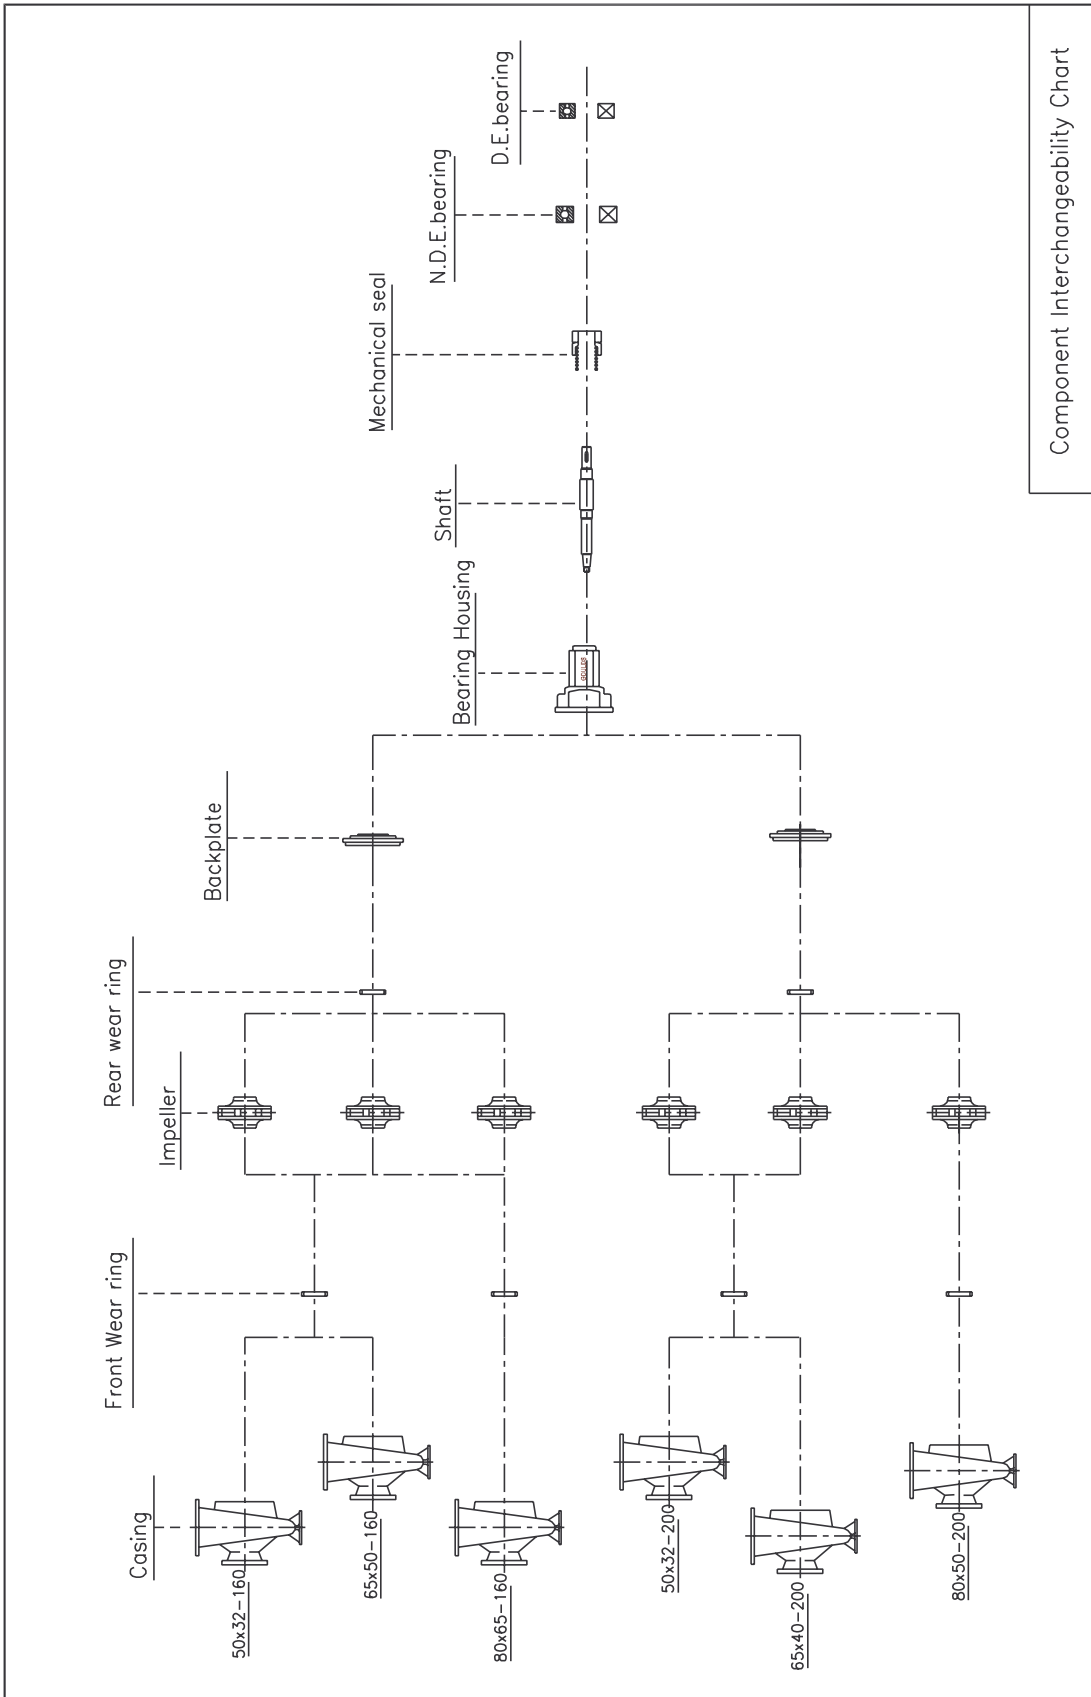 Component Interchangeability Chart
Casing
Front Wear ring
Impeller
Rear wear ring
Backplate
Bearing Housing
Shaft
Mechanical seal
N.D.E.bearing
D.E.bearing
GOULDS
50x32-160
65x50-160
80x65-160
50x32-200
65x40-200
80x50-200